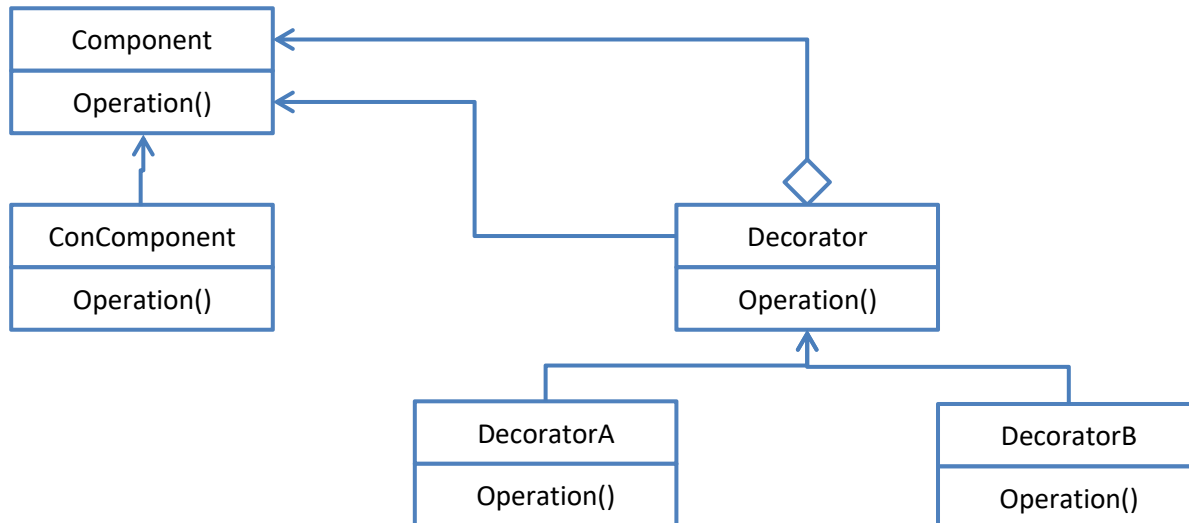 Component
Operation()
ConComponent
Operation()
Decorator
Operation()
DecoratorA
Operation()
DecoratorB
Operation()